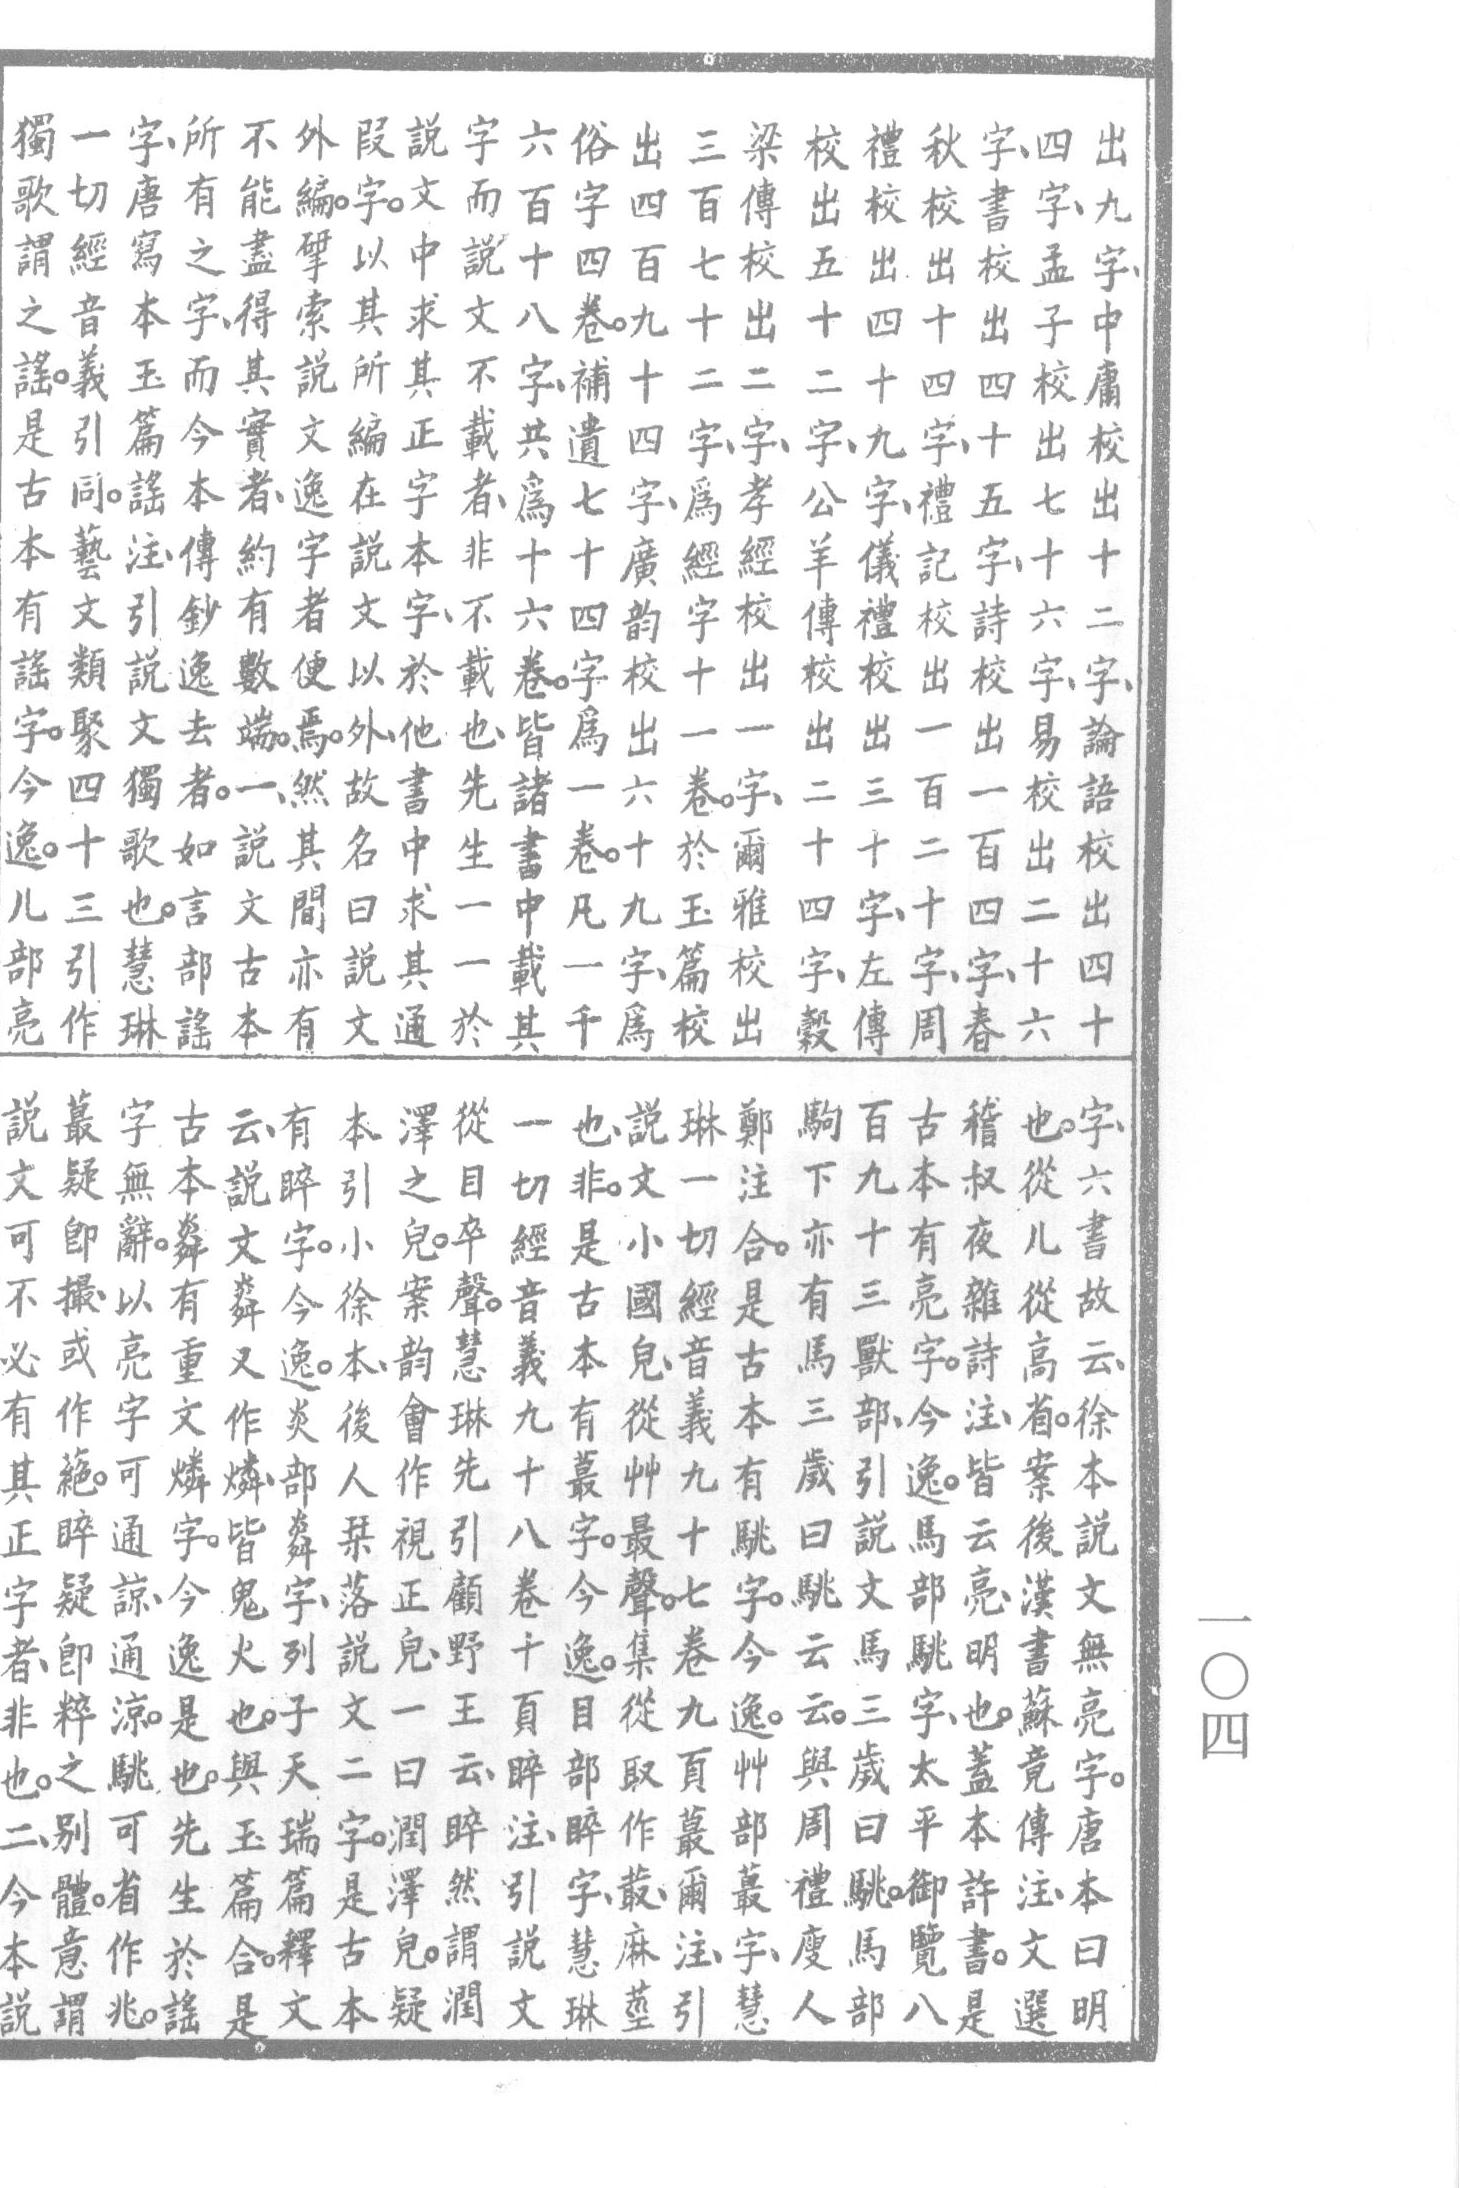 出九字、中庸校出十二字、論語校出四十
四字、孟子校出七十六字、易校出二十六
字、書校出四十五字、詩校出一百四字、春
秋校出十四字、禮記校出一百二十字、周
禮校出四十九字、儀禮校出三十字、左傳
校出五十二字、公羊傳校出二十四字、穀
梁傳校出二字、孝經校出一字、爾雅校出
三百七十二字、爲經字十一卷。於玉篇校
出四百九十四字、廣韵校出六十九字、爲
俗字四卷。補遺七十四字爲一卷。凡一千
六百十八字、共爲十六卷。皆諸書中載其
字而説文不載者、非不載也、先生一一於
説文中求其正字本字、於他書中求其通
叚字。以其所編在説文以外、故名曰説文
外編。揅索説文逸字者便焉。然其間亦有
不能盡得其實者、約有數端。一、説文古本
所有之字、而今本傳鈔逸去者。如言部謠
字、唐寫本玉篇謠注、引説文獨歌也。慧琳
一切經音義引同。藝文類聚四十三引作
獨歌謂之謠。是古本有謠字。今逸。儿部亮
字、六書故云、徐本説文無亮字。唐本曰明
也。從儿從高省。案後漢書蘇竟傳注、文選
稽叔夜雜詩注、皆云亮、明也。蓋本許書。是
古本有亮字。今逸。馬部駣字、太平御覽八
百九十三獸部、引説文馬三歲曰駣。馬部
駒下亦有馬三歲曰駣云云。與周禮廋人
鄭注合。是古本有駣字。今逸。艸部蕞字、慧
琳一切經音義九十七卷九頁蕞爾注、引
説文小國皃、從艸最聲。集從取作菆、麻莖
也、非。是古本有蕞字。今逸。目部睟字、慧琳
一切經音義九十八卷十頁睟注、引説文
從目卒聲。慧琳先引顧野王云、睟然謂潤
澤之皃。案韵會作視正皃、一曰潤澤皃。疑
本引小徐本、後人栞落説文二字。是古本
有睟字。今逸。炎部粦字、列子天瑞篇釋文
云、説文粦又作燐、皆鬼火也。與玉篇合。是
古本粦有重文燐字。今逸是也。先生於謠
字無辭。以亮字可通諒、通涼。駣可省作兆。
蕞疑卽撮、或作蕝。睟疑卽粹之別體。意謂
説文可不必有其正字者、非也。二、今本説
一〇四